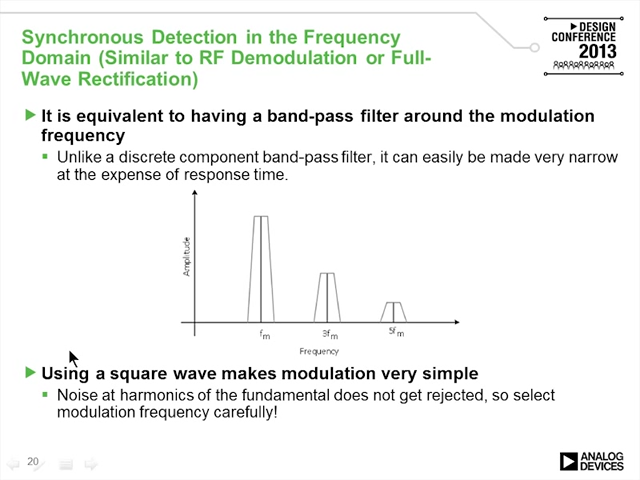 Synchronous Detection in the Frequency
Domain (Similar to RF Demodulation or Full-
Wave Rectification)
DESIGN
CONFERENCE
2013
It is equivalent to having a band-pass filter around the modulation
frequency
Unlike a discrete component band-pass filter, it can easily be made very narrow
at the expense of response time.
Amplitude
fm
3fm
5fm
Frequency
Using a square wave makes modulation very simple
Noise at harmonics of the fundamental does not get rejected, so select
modulation frequency carefully!
20
ANALOG
DEVICES